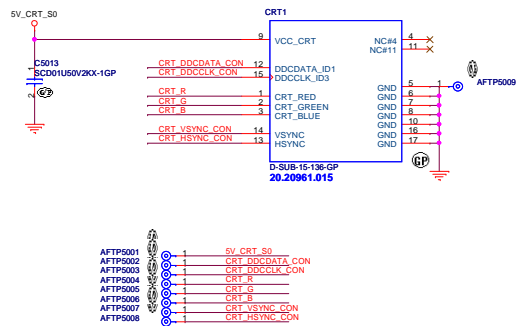 CRT1
5V_CRT_S0
9 VCC_CRT NC#4 4
NC#11 11
C5013
SCD01U50V2KX-1GP
1
2
GP
CRT_DDCDATA_CON 12 DDCDATA_ID1
CRT_DDCCLK_CON 15 DDCCLK_ID3
CRT_R 1 CRT_RED
CRT_G 2 CRT_GREEN
CRT_B 3 CRT_BLUE
CRT_VSYNC_CON 14 VSYNC
CRT_HSYNC_CON 13 HSYNC
GND 5 1 AFTP5009
GND 6
GND 7
GND 8
GND 10
GND 16
GND 17
GP
D-SUB-15-136-GP
20.20961.015
AFTP5001 1 5V_CRT_S0
AFTP5002 1 CRT_DDCDATA_CON
AFTP5003 1 CRT_DDCCLK_CON
AFTP5004 1 CRT_R
AFTP5005 1 CRT_G
AFTP5006 1 CRT_B
AFTP5007 1 CRT_VSYNC_CON
AFTP5008 1 CRT_HSYNC_CON